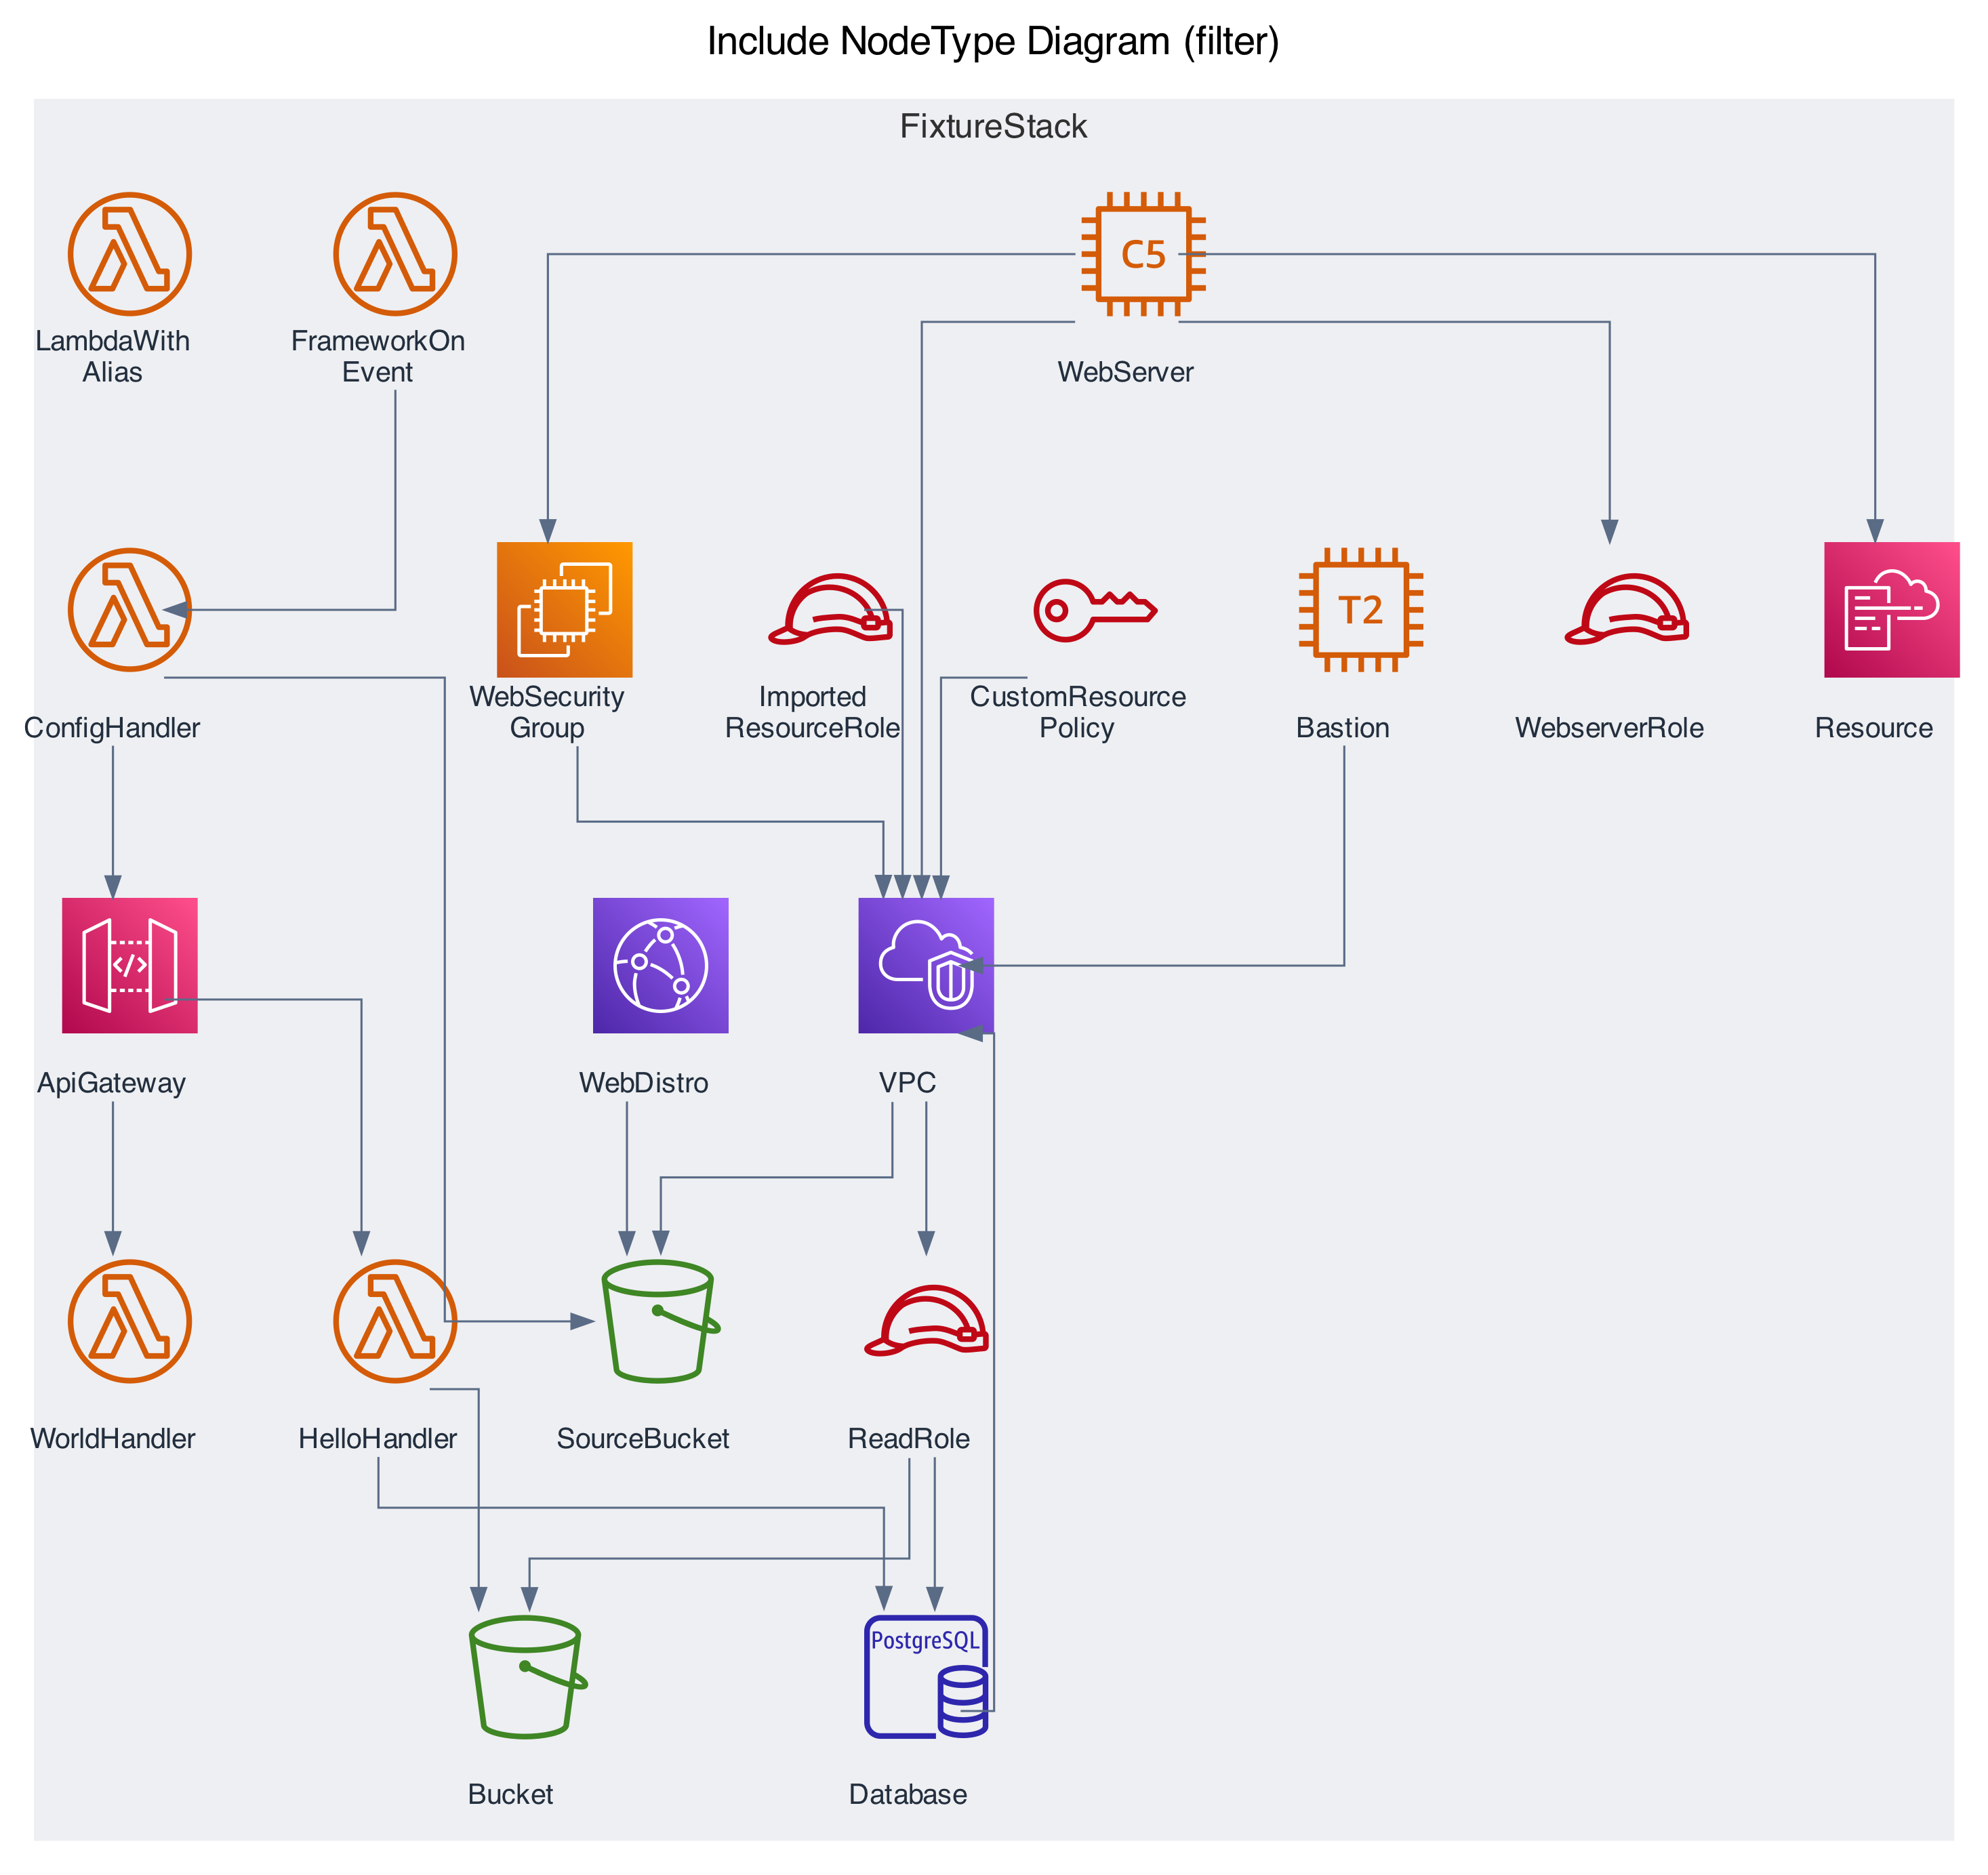 Include NodeType Diagram (filter)
FixtureStack
C5
LambdaWith
Alias
FrameworkOn
Event
WebServer
T2
ConfigHandler
WebSecurity
Group
Imported
ResourceRole
CustomResource
Policy
Bastion
WebserverRole
Resource
</>
ApiGateway
WebDistro
VPC
WorldHandler
HelloHandler
SourceBucket
ReadRole
PostgreSQL
Bucket
Database